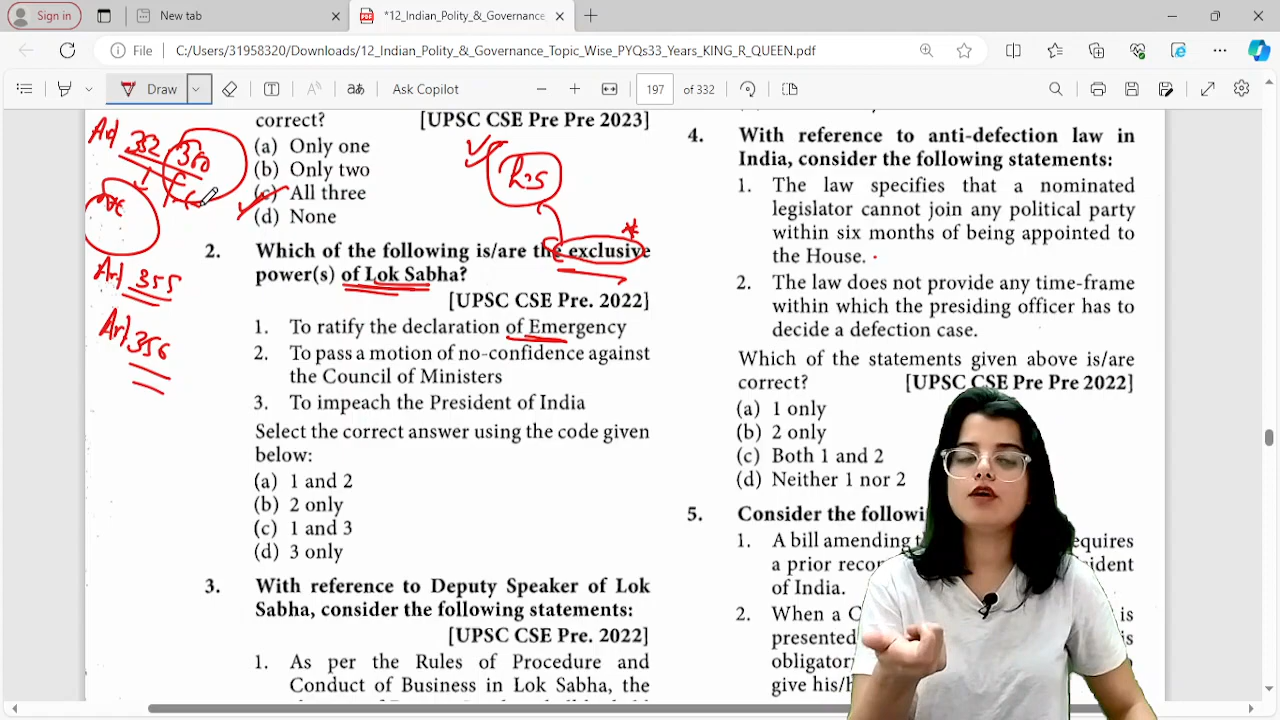 Sign in
New tab
*12_Indian_Polity_&_Governance_
File
C:/Users/31958320/Downloads/12_Indian_Polity_&_Governance_Topic_Wise_PYQs33_Years_KING_R_QUEEN.pdf
Draw
Ask Copilot
197
of 332
correct?
[UPSC CSE Pre Pre 2023]
(a) Only one
(b) Only two
(c) All three
(d) None
Art 352
360
R.S
Art 355
Art 356
2. Which of the following is/are the exclusive
power(s) of Lok Sabha?
[UPSC CSE Pre. 2022]
1. To ratify the declaration of Emergency
2. To pass a motion of no-confidence against
the Council of Ministers
3. To impeach the President of India
Select the correct answer using the code given
below:
(a) 1 and 2
(b) 2 only
(c) 1 and 3
(d) 3 only
3. With reference to Deputy Speaker of Lok
Sabha, consider the following statements:
[UPSC CSE Pre. 2022]
1. As per the Rules of Procedure and
Conduct of Business in Lok Sabha, the
4. With reference to anti-defection law in
India, consider the following statements:
1. The law specifies that a nominated
legislator cannot join any political party
within six months of being appointed to
the House.
2. The law does not provide any time-frame
within which the presiding officer has to
decide a defection case.
Which of the statements given above is/are
correct?
[UPSC CSE Pre Pre 2022]
(a) 1 only
(b) 2 only
(c) Both 1 and 2
(d) Neither 1 nor 2
5. Consider the followi
1. A bill amending
equires
a prior
ident
of India.
2. When a
is
presented
is
give his/